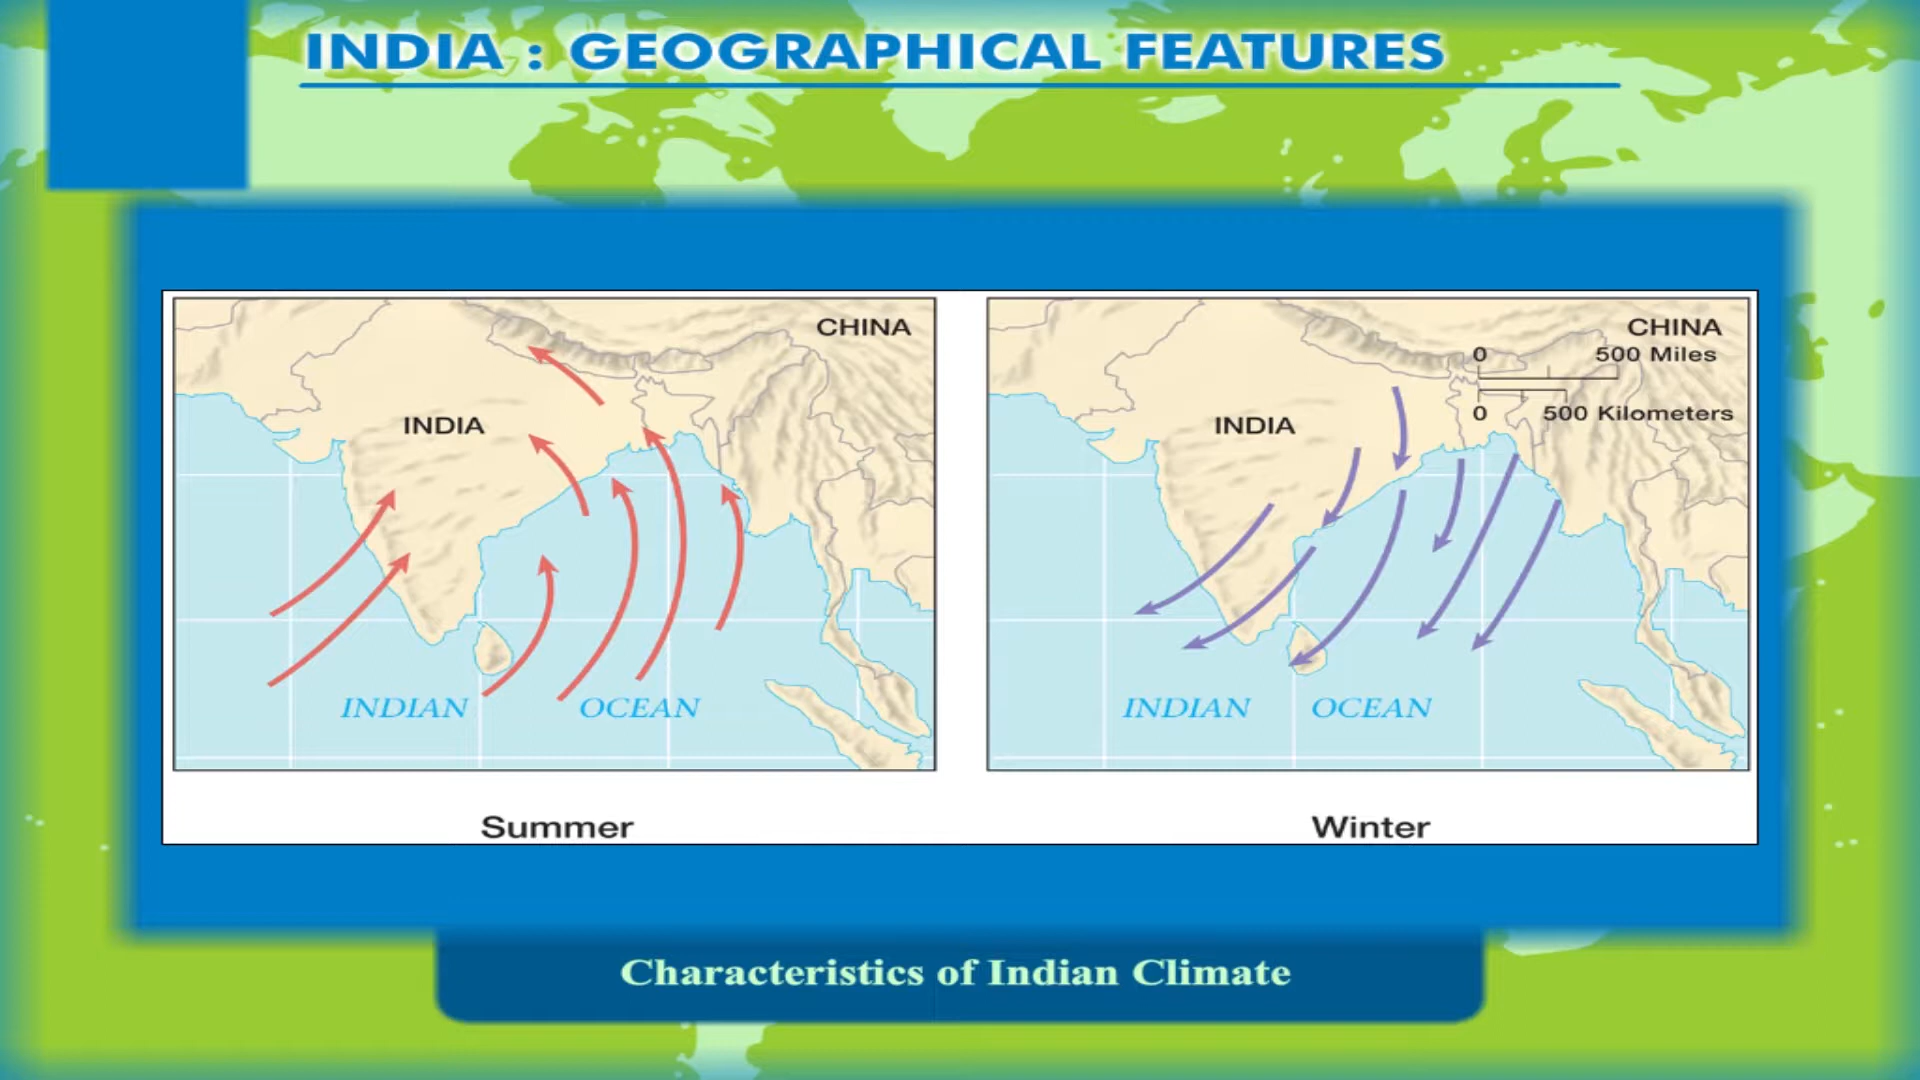 INDIA : GEOGRAPHICAL FEATURES
CHINA
INDIA
INDIAN OCEAN
Summer
CHINA
0 500 Miles
0 500 Kilometers
INDIA
INDIAN OCEAN
Winter
Characteristics of Indian Climate